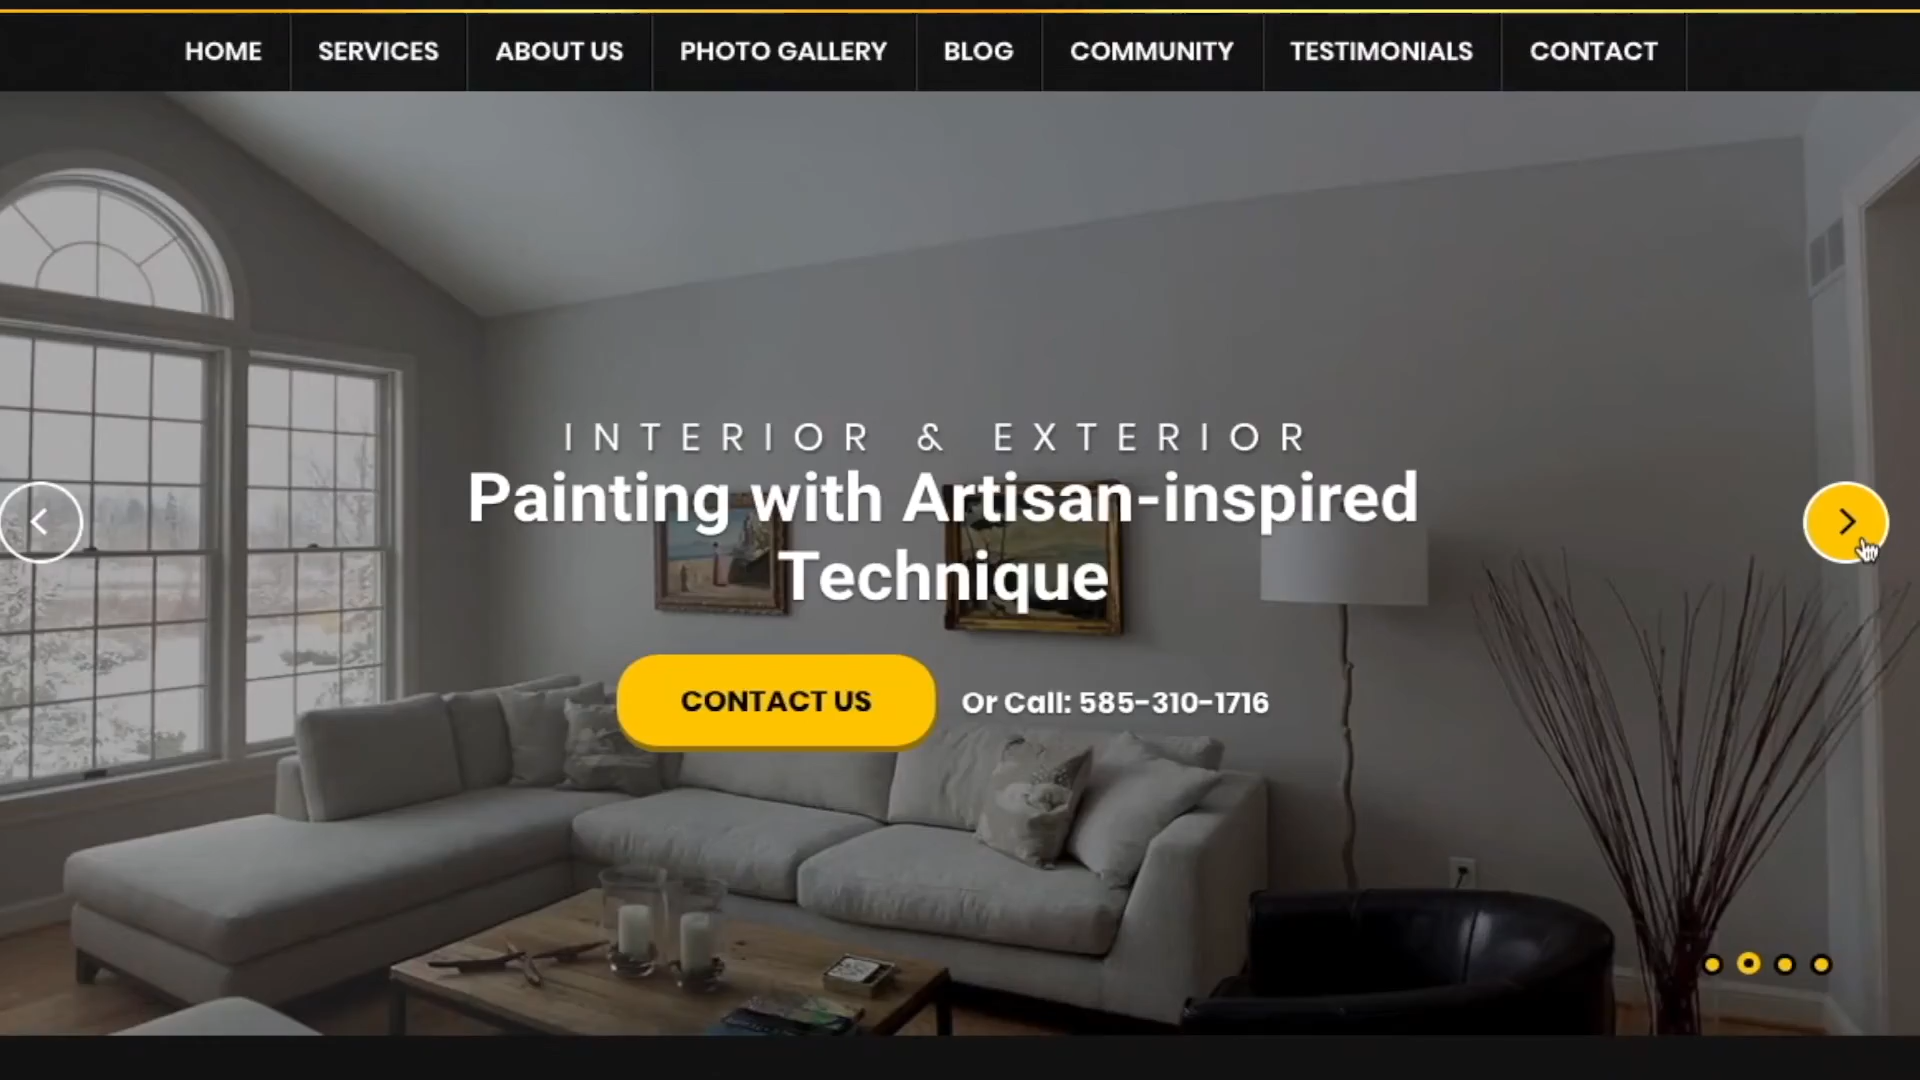 HOME SERVICES ABOUT US PHOTO GALLERY BLOG COMMUNITY TESTIMONIALS CONTACT
INTERIOR & EXTERIOR
Painting with Artisan-inspired
Technique
CONTACT US Or Call: 585-310-1716